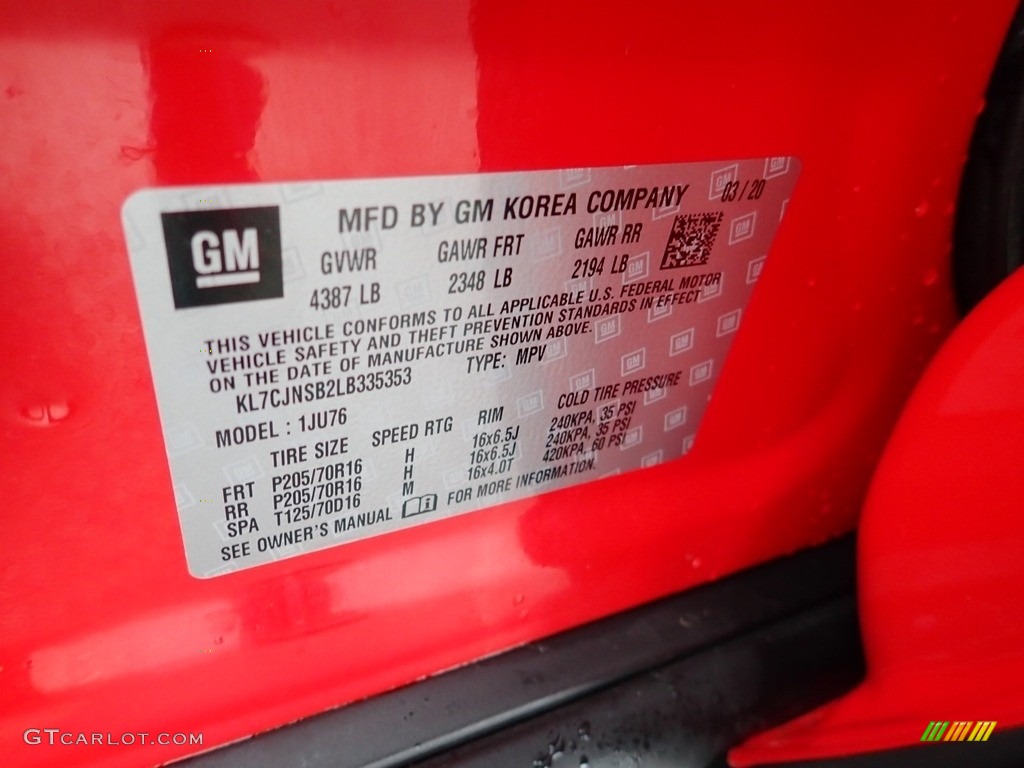 GM
MFD BY GM KOREA COMPANY 03/20
GVWR GAWR FRT GAWR RR
4387 LB 2348 LB 2194 LB
THIS VEHICLE CONFORMS TO ALL APPLICABLE U.S. FEDERAL MOTOR
VEHICLE SAFETY AND THEFT PREVENTION STANDARDS IN EFFECT
ON THE DATE OF MANUFACTURE SHOWN ABOVE.
KL7CJNSB2LB335353 TYPE: MPV
MODEL : 1JU76
TIRE SIZE SPEED RTG RIM COLD TIRE PRESSURE
FRT P205/70R16 H 16x6.5J 240KPA, 35 PSI
RR P205/70R16 H 16x6.5J 240KPA, 35 PSI
SPA T125/70D16 M 16x4.0T 420KPA, 60 PSI
SEE OWNER'S MANUAL FOR MORE INFORMATION.
GTCARLOT.COM